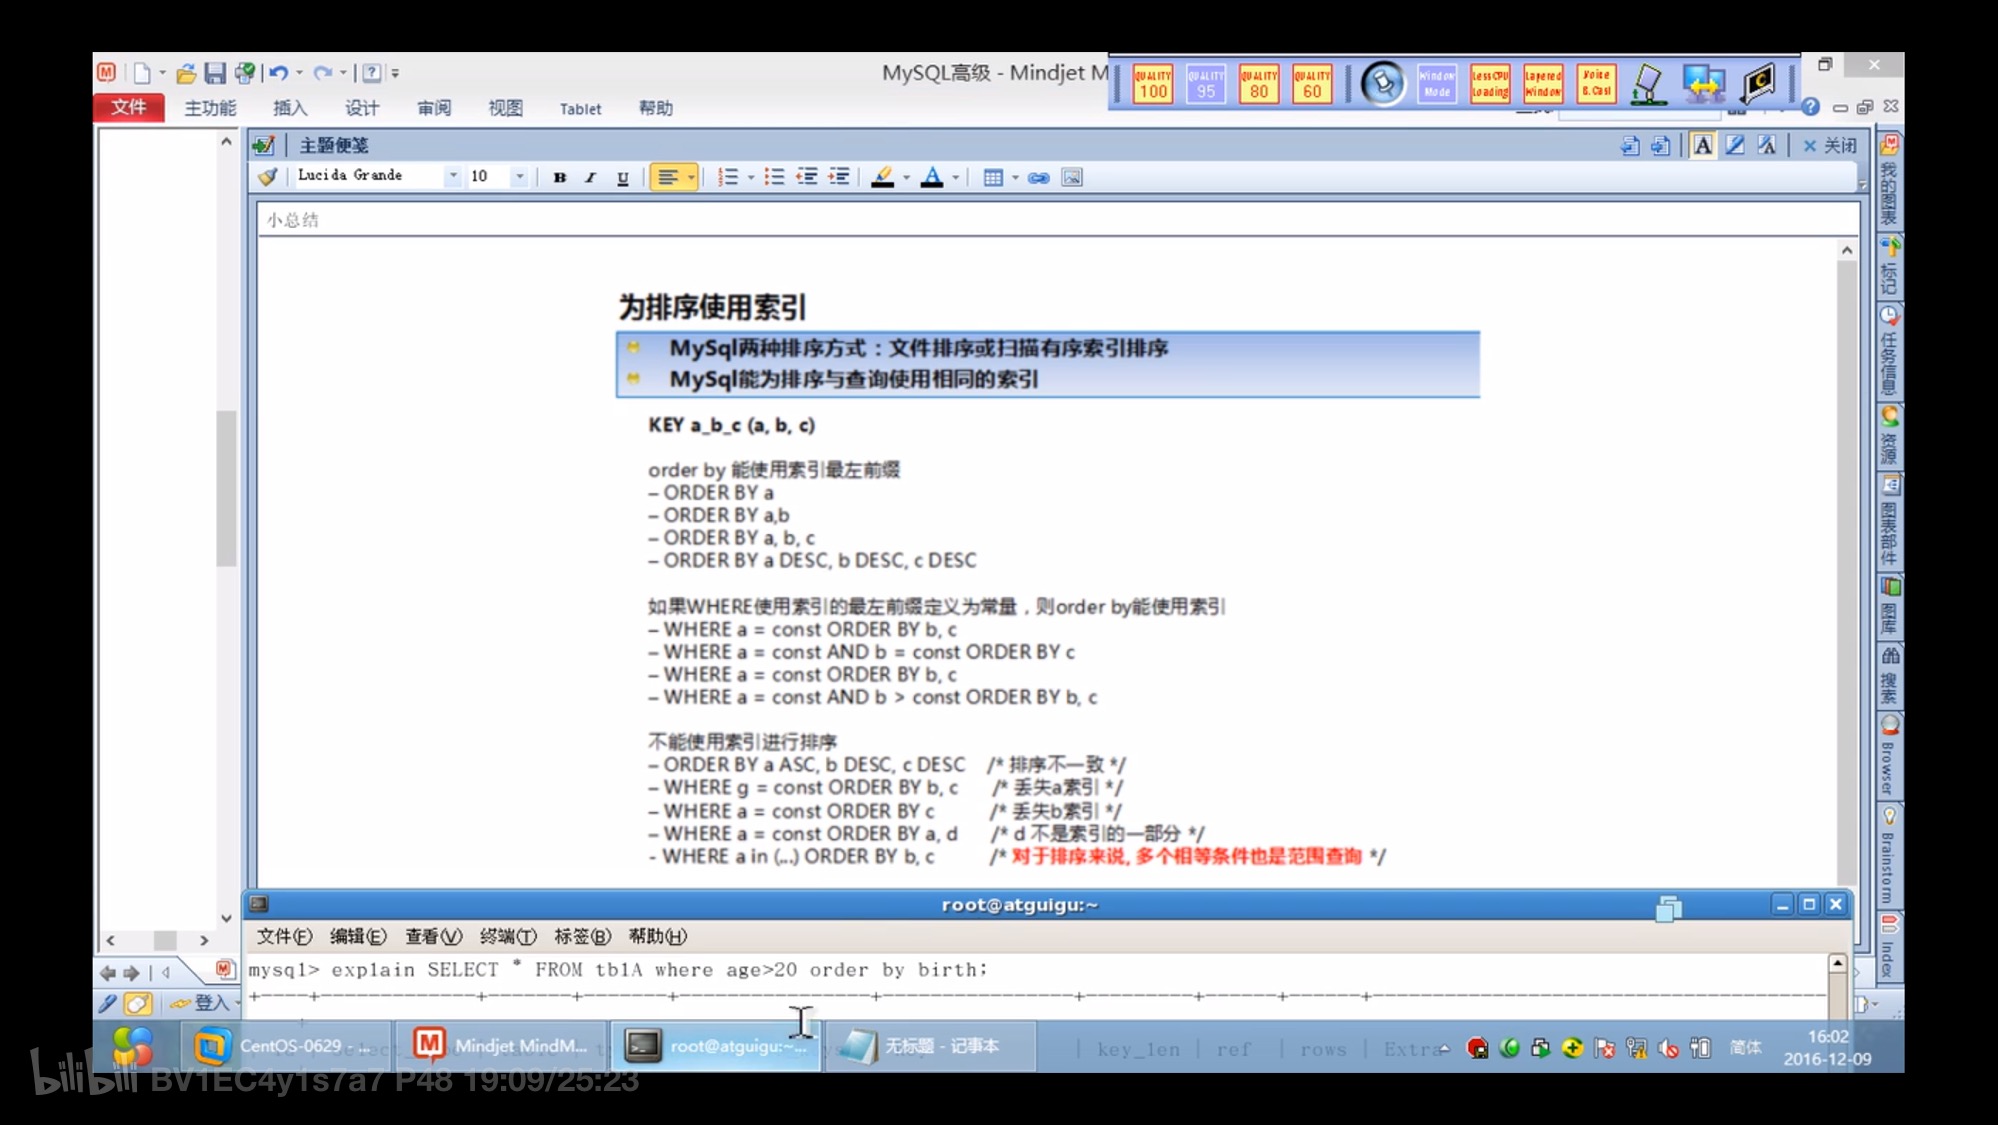 MySQL高级 - Mindjet M
QUALITY 100
QUALITY 95
QUALITY 80
QUALITY 60
Window Mode
LessCPU Loading
Layered Window
Voice B.Cast
文件 主功能 插入 设计 审阅 视图 Tablet 帮助
主题便笺
关闭
Lucida Grande 10 B I U
小总结
为排序使用索引
MySql两种排序方式：文件排序或扫描有序索引排序
MySql能为排序与查询使用相同的索引
KEY a_b_c (a, b, c)
order by 能使用索引最左前缀
– ORDER BY a
– ORDER BY a,b
– ORDER BY a, b, c
– ORDER BY a DESC, b DESC, c DESC
如果WHERE使用索引的最左前缀定义为常量，则order by能使用索引
– WHERE a = const ORDER BY b, c
– WHERE a = const AND b = const ORDER BY c
– WHERE a = const ORDER BY b, c
– WHERE a = const AND b > const ORDER BY b, c
不能使用索引进行排序
– ORDER BY a ASC, b DESC, c DESC /* 排序不一致 */
– WHERE g = const ORDER BY b, c /* 丢失a索引 */
– WHERE a = const ORDER BY c /* 丢失b索引 */
– WHERE a = const ORDER BY a, d /* d 不是索引的一部分 */
- WHERE a in (...) ORDER BY b, c /* 对于排序来说, 多个相等条件也是范围查询 */
我的图表
标记
任务信息
资源
图表部件
图库
搜索
Browser
Brainstorm
Index
root@atguigu:~
文件(F) 编辑(E) 查看(V) 终端(T) 标签(B) 帮助(H)
mysql> explain SELECT * FROM tblA where age>20 order by birth;
登入
CentOS-0629 - ...
Mindjet MindM...
root@atguigu:~...
无标题 - 记事本
| key_len | ref | rows | Extra
简体
16:02
2016-12-09
bilibili BV1EC4y1s7a7 P48 19:09/25:23